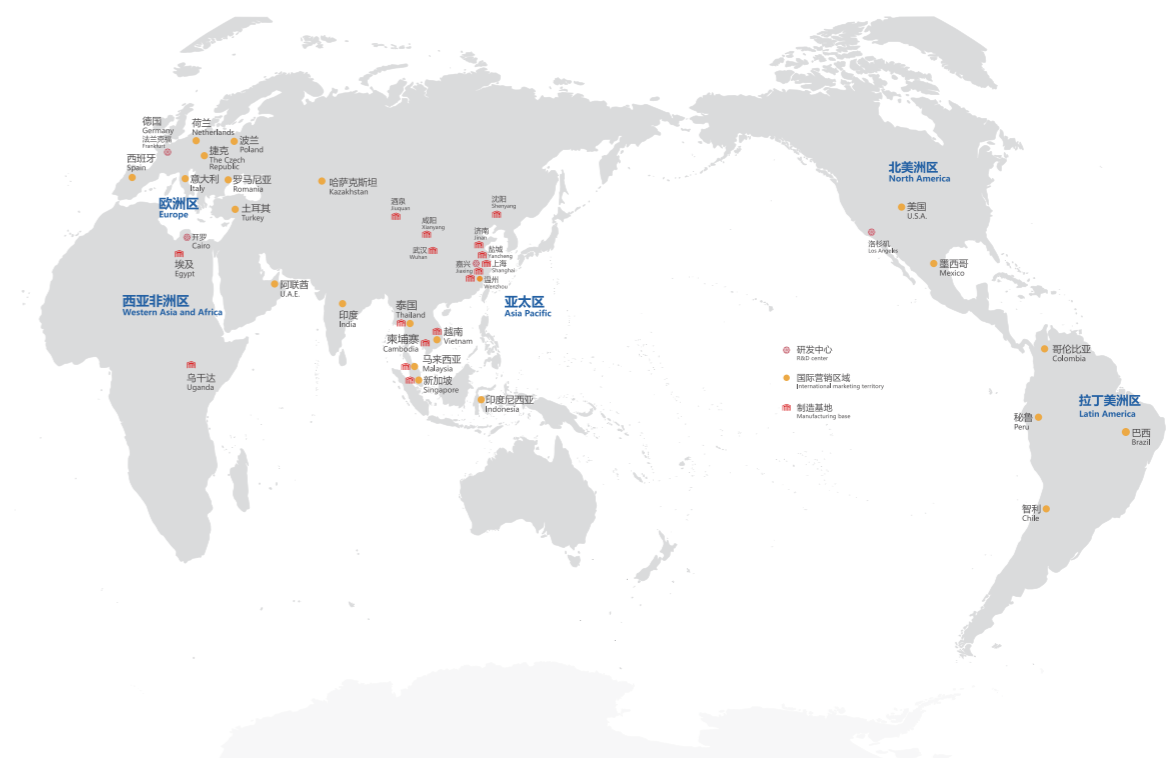 德国
Germany
法兰克福
Frankfurt
荷兰
Netherlands
波兰
Poland
捷克
The Czech
Republic
西班牙
Spain
意大利
Italy
罗马尼亚
Romania
欧洲区
Europe
土耳其
Turkey
开罗
Cairo
埃及
Egypt
阿联酋
U.A.E.
西亚非洲区
Western Asia and Africa
乌干达
Uganda
哈萨克斯坦
Kazakhstan
酒泉
Jiuquan
沈阳
Shenyang
咸阳
Xianyang
济南
Jinan
武汉
Wuhan
盐城
Yancheng
嘉兴
Jiaxing
上海
Shanghai
温州
Wenzhou
亚太区
Asia Pacific
印度
India
泰国
Thailand
越南
Vietnam
柬埔寨
Cambodia
马来西亚
Malaysia
新加坡
Singapore
印度尼西亚
Indonesia
北美洲区
North America
美国
U.S.A.
洛杉矶
Los Angeles
墨西哥
Mexico
研发中心
R&D center
国际营销区域
International marketing territory
制造基地
Manufacturing base
哥伦比亚
Colombia
拉丁美洲区
Latin America
秘鲁
Peru
巴西
Brazil
智利
Chile